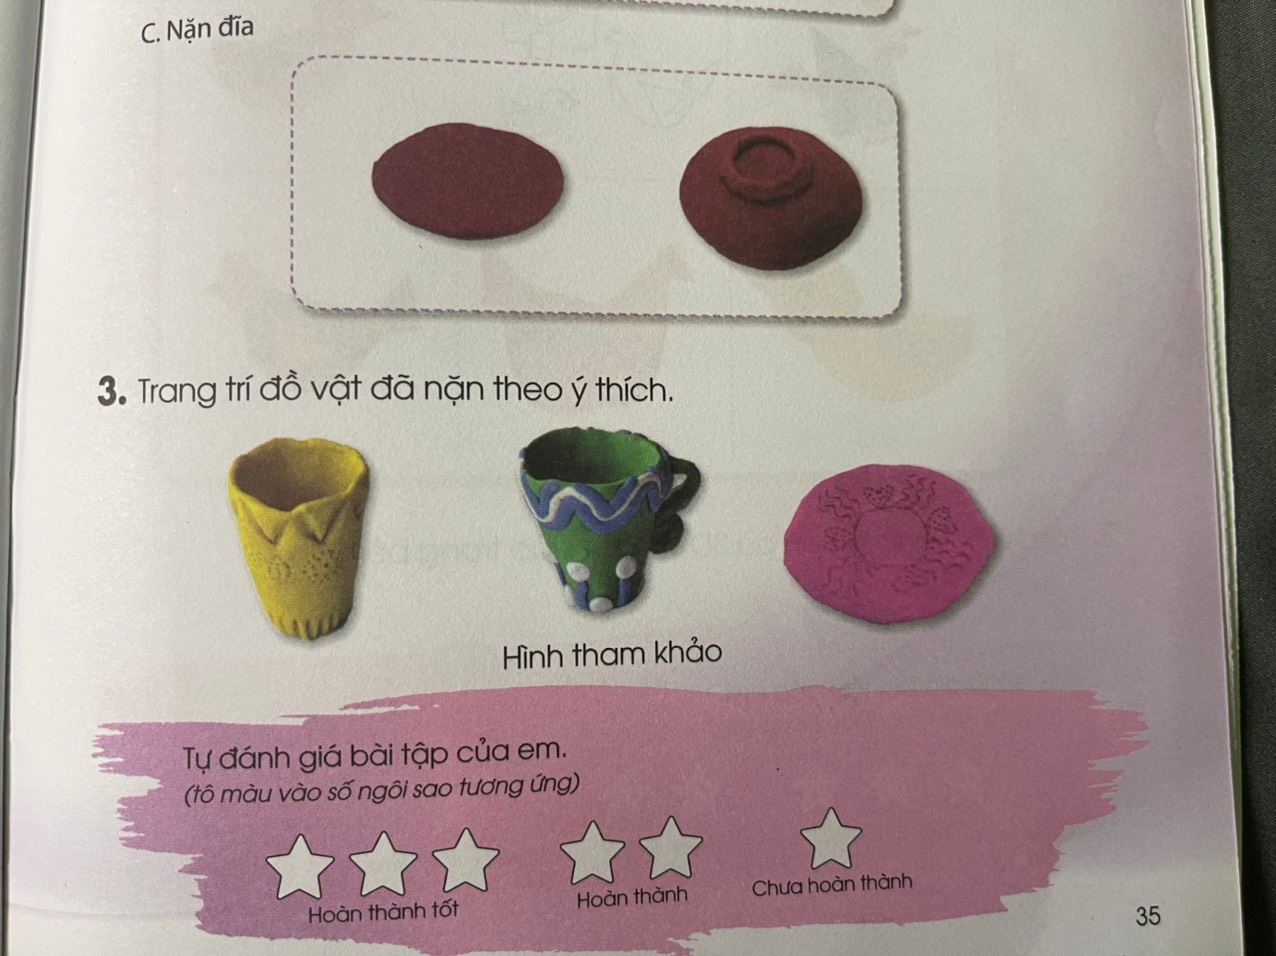 C. Nặn đĩa
3. Trang trí đồ vật đã nặn theo ý thích.
Hình tham khảo
Tự đánh giá bài tập của em.
(tô màu vào số ngôi sao tương ứng)
Hoàn thành tốt
Hoàn thành
Chưa hoàn thành
35